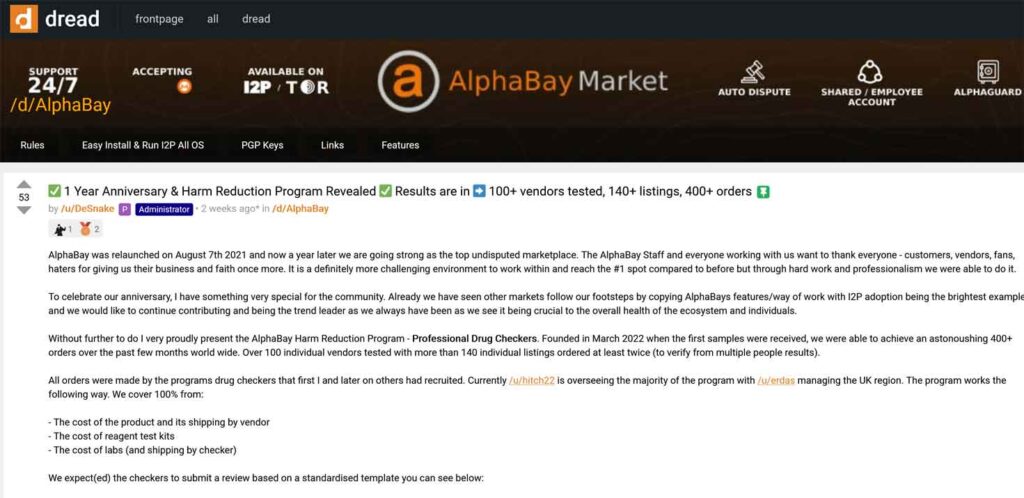 dread
frontpage all dread
SUPPORT
24/7
/d/AlphaBay
ACCEPTING
AVAILABLE ON
I2P / TOR
AlphaBay Market
AUTO DISPUTE
SHARED / EMPLOYEE
ACCOUNT
ALPHAGUARD
Rules Easy Install & Run I2P All OS PGP Keys Links Features
53
✅ 1 Year Anniversary & Harm Reduction Program Revealed ✅ Results are in ➡ 100+ vendors tested, 140+ listings, 400+ orders
by /u/DeSnake P Administrator • 2 weeks ago* in /d/AlphaBay
1 2
AlphaBay was relaunched on August 7th 2021 and now a year later we are going strong as the top undisputed marketplace. The AlphaBay Staff and everyone working with us want to thank everyone - customers, vendors, fans,
haters for giving us their business and faith once more. It is a definitely more challenging environment to work within and reach the #1 spot compared to before but through hard work and professionalism we were able to do it.
To celebrate our anniversary, I have something very special for the community. Already we have seen other markets follow our footsteps by copying AlphaBays features/way of work with I2P adoption being the brightest example
and we would like to continue contributing and being the trend leader as we always have been as we see it being crucial to the overall health of the ecosystem and individuals.
Without further to do I very proudly present the AlphaBay Harm Reduction Program - Professional Drug Checkers. Founded in March 2022 when the first samples were received, we were able to achieve an astonoushing 400+
orders over the past few months world wide. Over 100 individual vendors tested with more than 140 individual listings ordered at least twice (to verify from multiple people results).
All orders were made by the programs drug checkers that first I and later on others had recruited. Currently /u/hitch22 is overseeing the majority of the program with /u/erdas managing the UK region. The program works the
following way. We cover 100% from:
- The cost of the product and its shipping by vendor
- The cost of reagent test kits
- The cost of labs (and shipping by checker)
We expect(ed) the checkers to submit a review based on a standardised template you can see below: